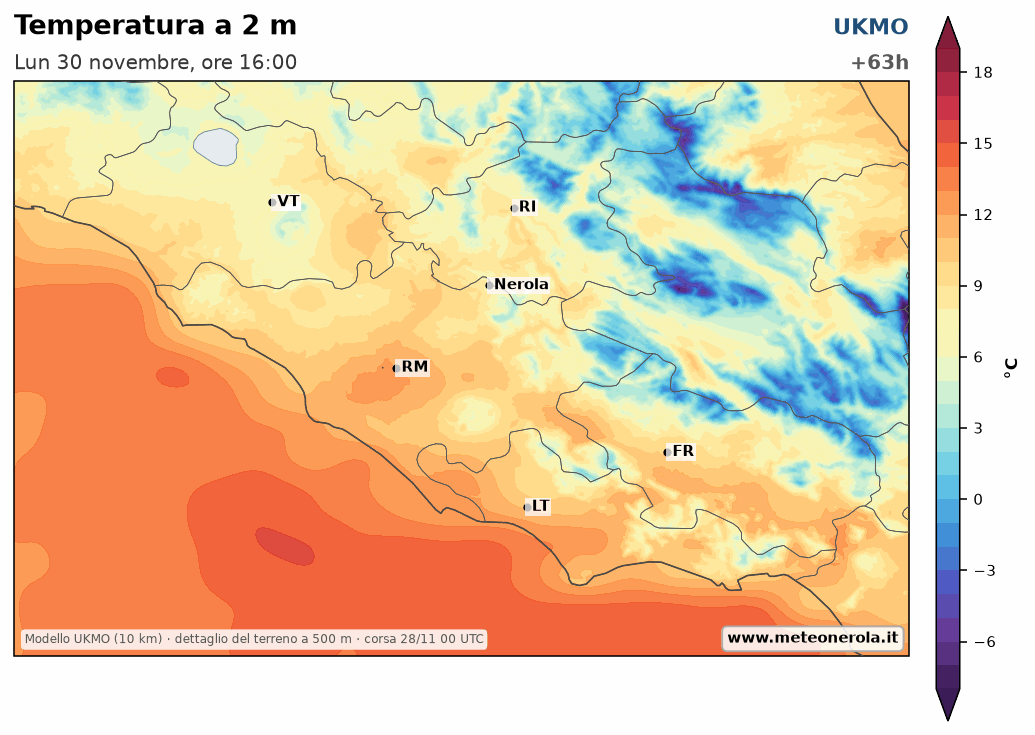 Temperatura a 2 m
UKMO
Lun 30 novembre, ore 16:00
+63h
VT
RI
Nerola
RM
FR
LT
Modello UKMO (10 km) · dettaglio del terreno a 500 m · corsa 28/11 00 UTC
www.meteonerola.it
18
15
12
9
6
3
0
−3
−6
°C